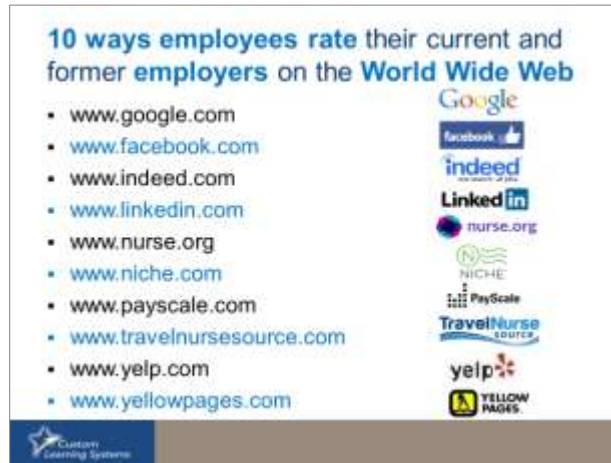 10 ways employees rate their current and
former employers on the World Wide Web
▪ www.google.com
▪ www.facebook.com
▪ www.indeed.com
▪ www.linkedin.com
▪ www.nurse.org
▪ www.niche.com
▪ www.payscale.com
▪ www.travelnursesource.com
▪ www.yelp.com
▪ www.yellowpages.com
Google
facebook
indeed
Linked in
nurse.org
N
NICHE
PayScale
TravelNurse
SOURCE
yelp
YELLOW
PAGES
Custom
Learning Systems